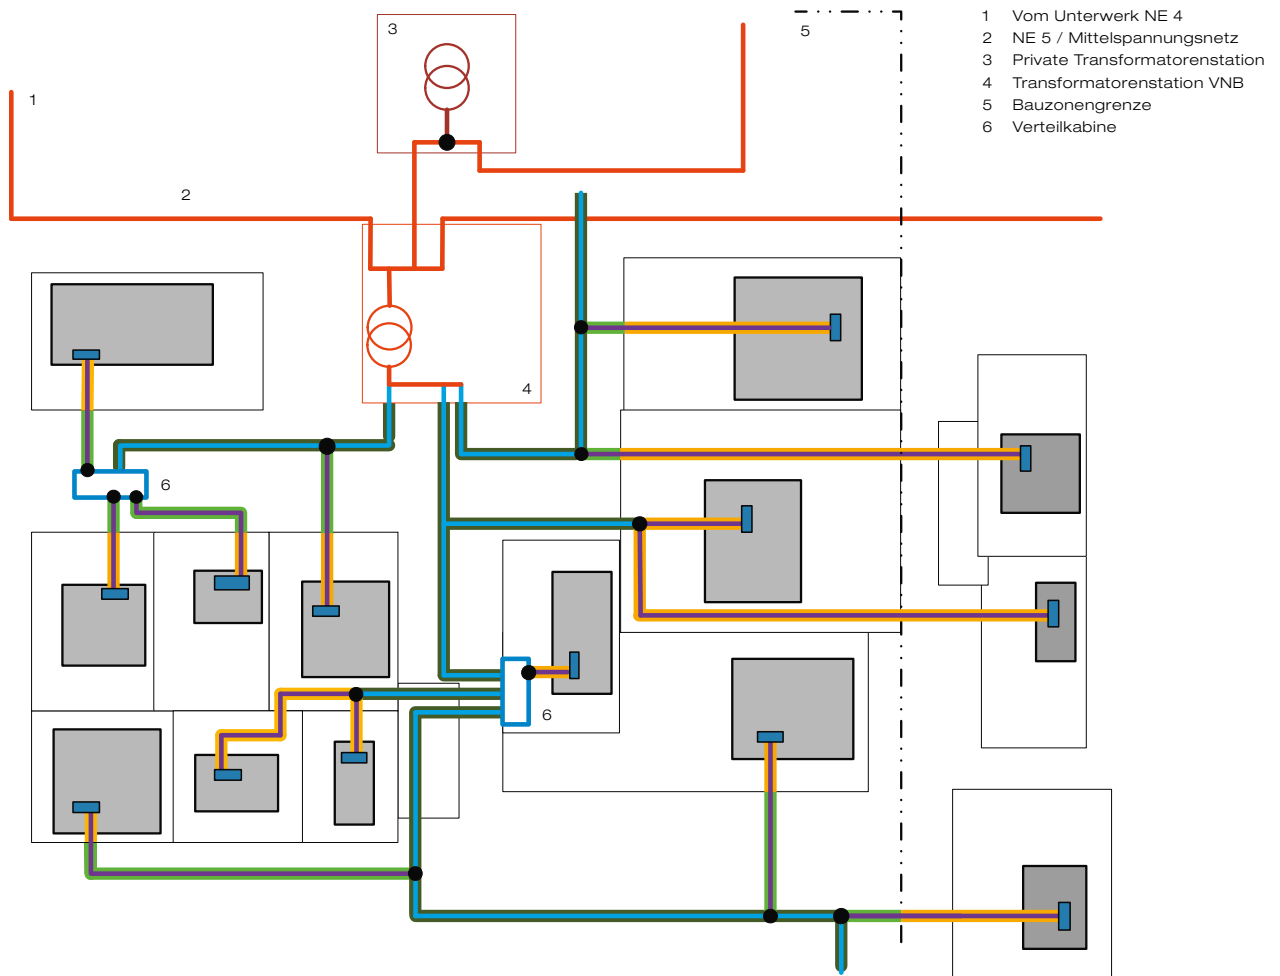 3
5
1 Vom Unterwerk NE 4
2 NE 5 / Mittelspannungsnetz
3 Private Transformatorenstation
4 Transformatorenstation VNB
5 Bauzonengrenze
6 Verteilkabine
1
2
4
6
6